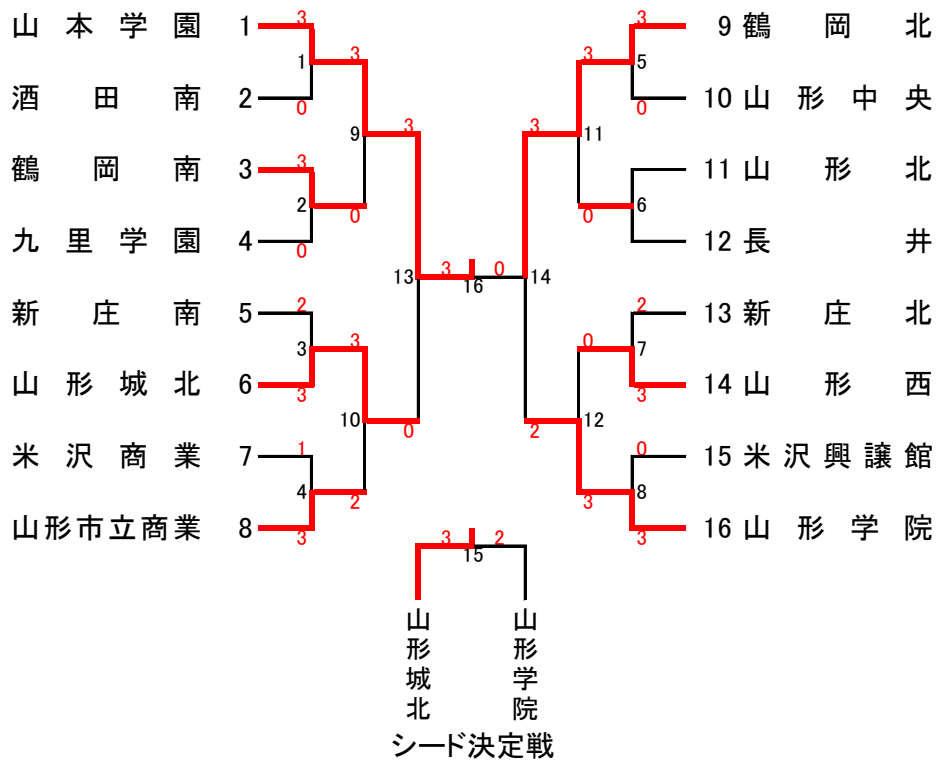 山本学園 1
3
1
3
酒田南 2
0
9
3
鶴岡南 3
3
2
0
九里学園 4
0
13
3
16
0
14
新庄南 5
2
3
3
山形城北 6
3
10
0
米沢商業 7
1
4
2
山形市立商業 8
3
9 鶴岡北
3
5
3
10 山形中央
0
11
3
11 山形北
6
0
12 長井
13 新庄北
2
7
0
14 山形西
3
12
2
15 米沢興譲館
0
8
3
16 山形学院
3
3
15
2
山形城北
山形学院
シード決定戦